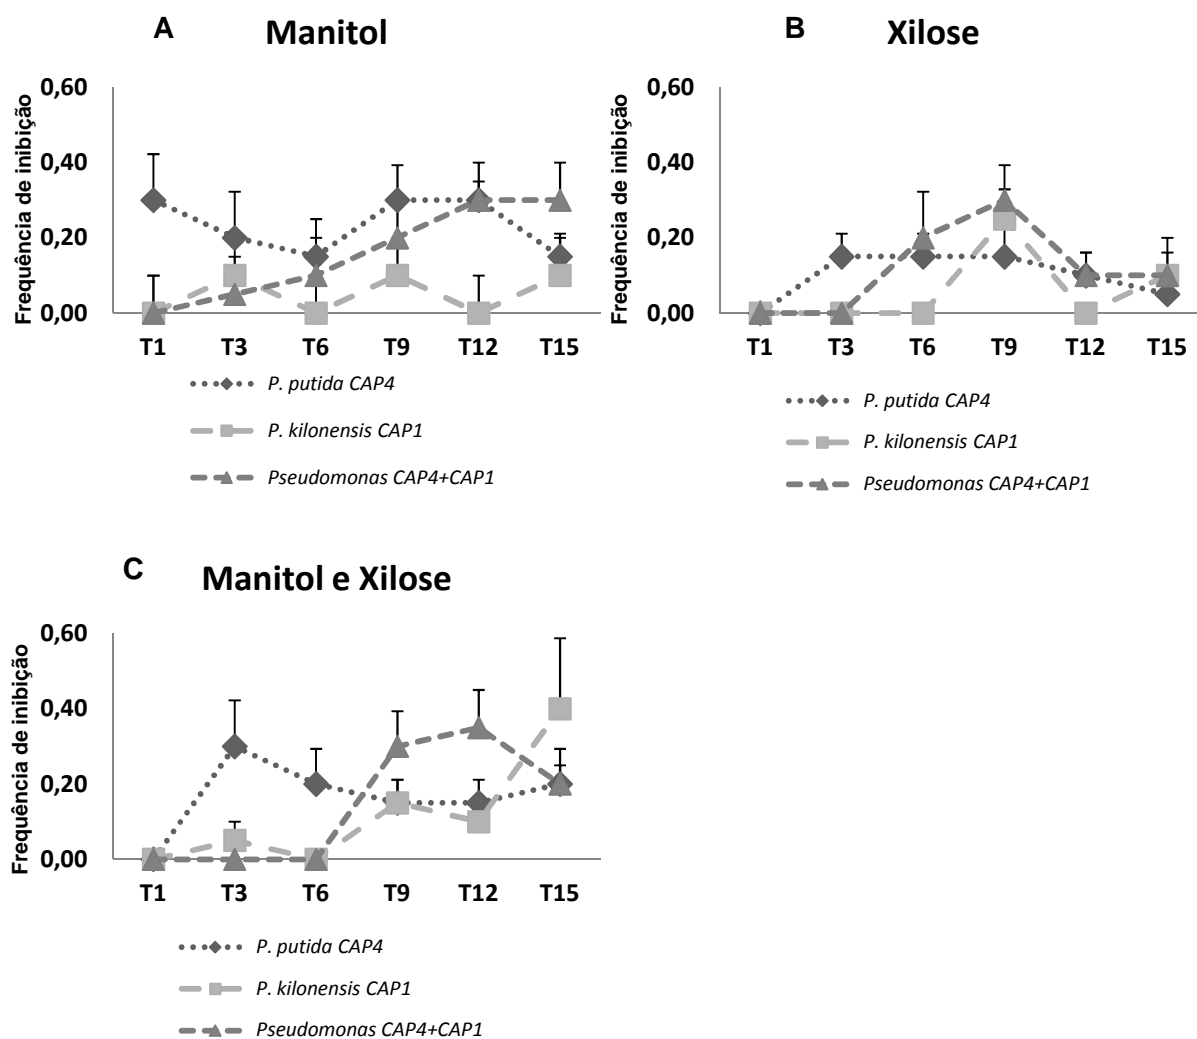 A Manitol
Frequência de inibição
0,60
0,40
0,20
0,00
T1 T3 T6 T9 T12 T15
P. putida CAP4
P. kilonensis CAP1
Pseudomonas CAP4+CAP1
B Xilose
Frequência de inibição
0,60
0,40
0,20
0,00
T1 T3 T6 T9 T12 T15
P. putida CAP4
P. kilonensis CAP1
Pseudomonas CAP4+CAP1
C Manitol e Xilose
Frequência de inibição
0,60
0,40
0,20
0,00
T1 T3 T6 T9 T12 T15
P. putida CAP4
P. kilonensis CAP1
Pseudomonas CAP4+CAP1